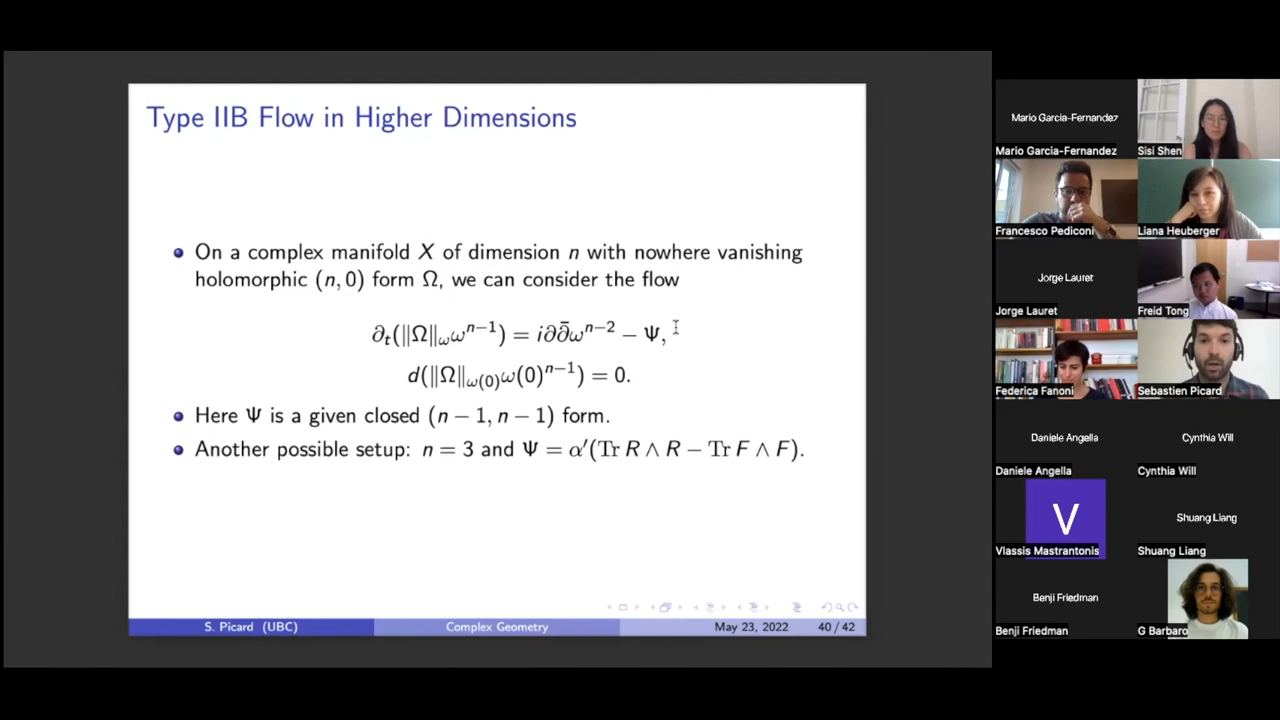 Type IIB Flow in Higher Dimensions
On a complex manifold X of dimension n with nowhere vanishing
holomorphic (n, 0) form Ω, we can consider the flow
∂ₜ(‖Ω‖_ω ω^{n−1}) = i∂∂̄ω^{n−2} − Ψ,
d(‖Ω‖_{ω(0)} ω(0)^{n−1}) = 0.
Here Ψ is a given closed (n − 1, n − 1) form.
Another possible setup: n = 3 and Ψ = α′(Tr R ∧ R − Tr F ∧ F).
S. Picard (UBC)
Complex Geometry
May 23, 2022
40 / 42
Mario Garcia-Fernandez
Mario Garcia-Fernandez
Sisi Shen
Francesco Pediconi
Liana Heuberger
Jorge Lauret
Jorge Lauret
Freid Tong
Federica Fanoni
Sebastien Picard
Daniele Angella
Daniele Angella
Cynthia Will
Cynthia Will
V
Vlassis Mastrantonis
Shuang Liang
Shuang Liang
Benji Friedman
Benji Friedman
G Barbaro